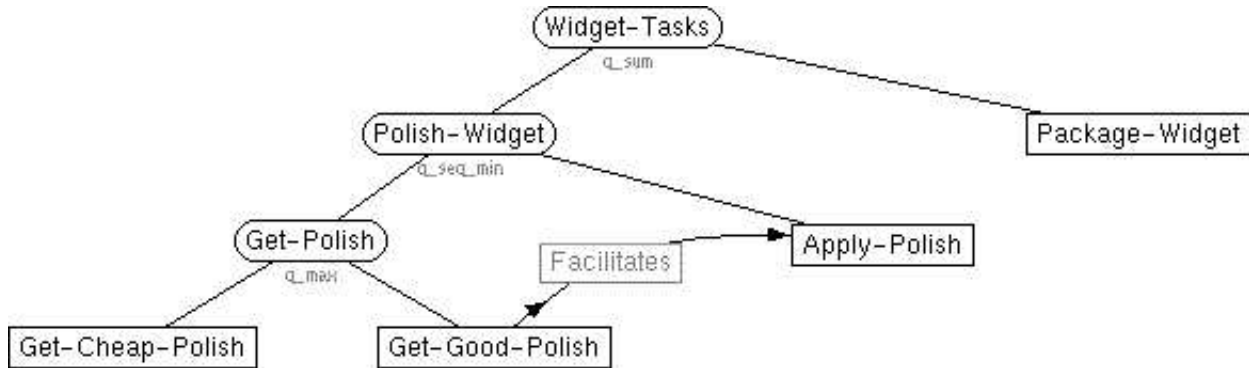 Widget-Tasks
q_sum
Polish-Widget
Package-Widget
q_seq_min
Get-Polish
Apply-Polish
Facilitates
q_max
Get-Cheap-Polish
Get-Good-Polish